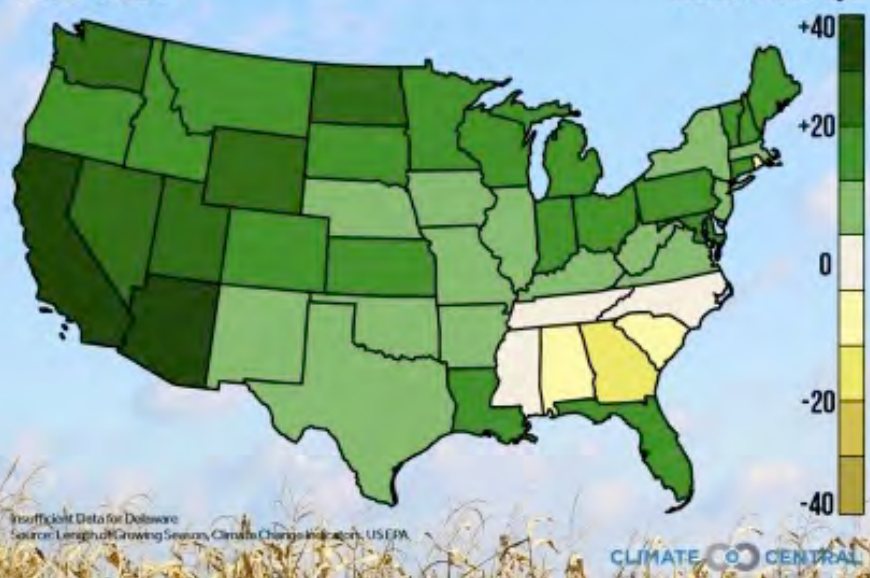 +40
+20
0
-20
-40
Insufficient Data for Delaware
Source: Length of Growing Season, Climate Change Indicators, US EPA
CLIMATE CENTRAL